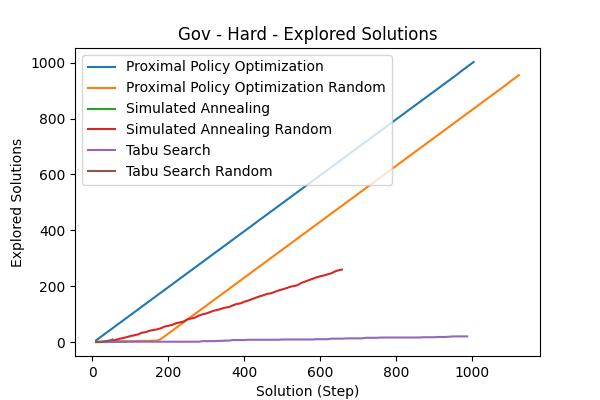 Gov - Hard - Explored Solutions
Proximal Policy Optimization
Proximal Policy Optimization Random
Simulated Annealing
Simulated Annealing Random
Tabu Search
Tabu Search Random
Explored Solutions
1000
800
600
400
200
0
0 200 400 600 800 1000
Solution (Step)